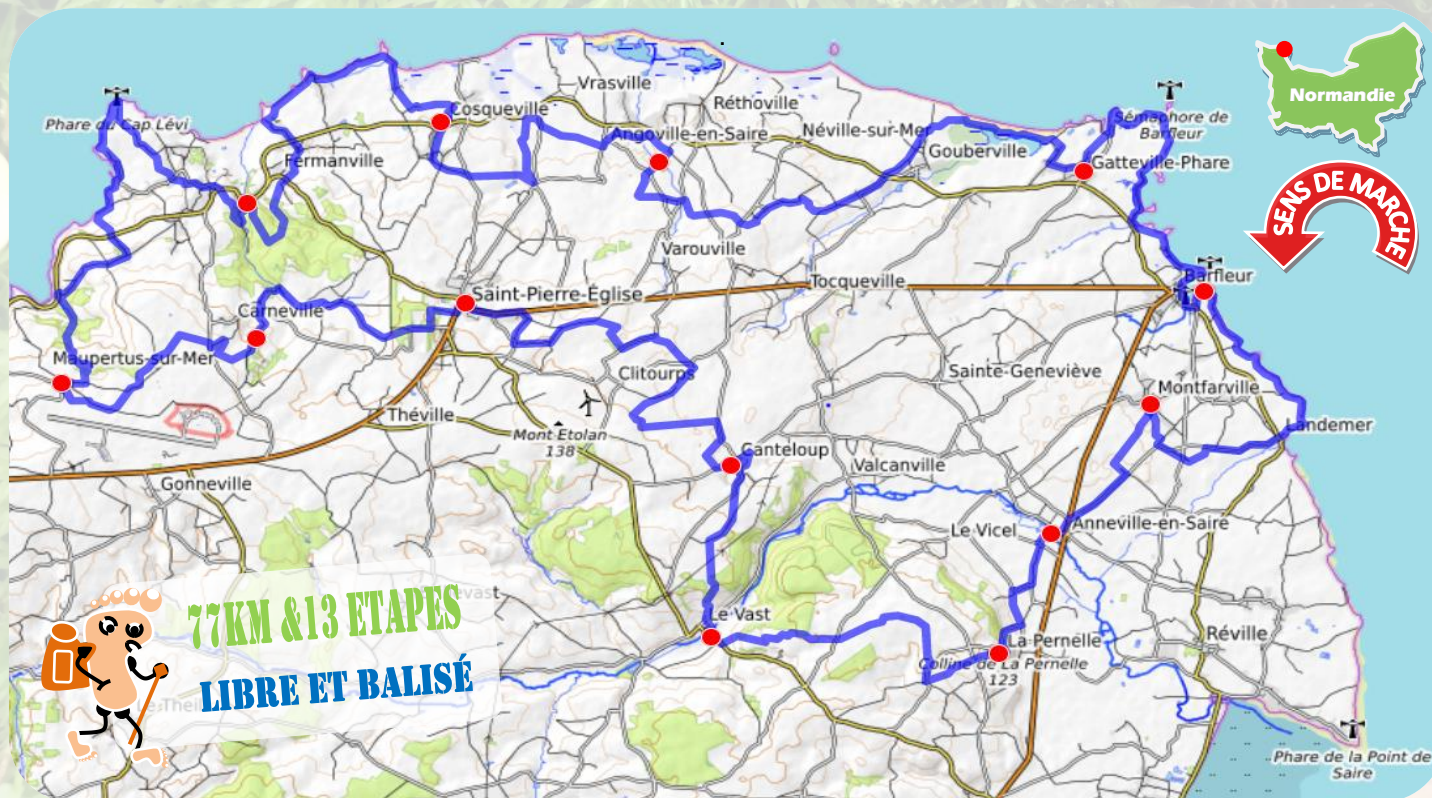 Normandie
SENS DE MARCHE
Phare du Cap Lévi
Fermanville
Cosqueville
Vrasville
Réthoville
Angoville-en-Saire
Néville-sur-Mer
Gouberville
Sémaphore de
Barfleur
Gatteville-Phare
Varouville
Tocqueville
Barfleur
Saint-Pierre-Église
Carneville
Maupertus-sur-Mer
Clitourps
Sainte-Geneviève
Montfarville
Landemer
Théville
Mont Etolan
138
Canteloup
Valcanville
Gonneville
Le Vicel
Anneville-en-Saire
Le Vast
La Pernelle
Colline de La Pernelle
123
Réville
Phare de la Point de
Saire
77KM &13 ETAPES
LIBRE ET BALISÉ